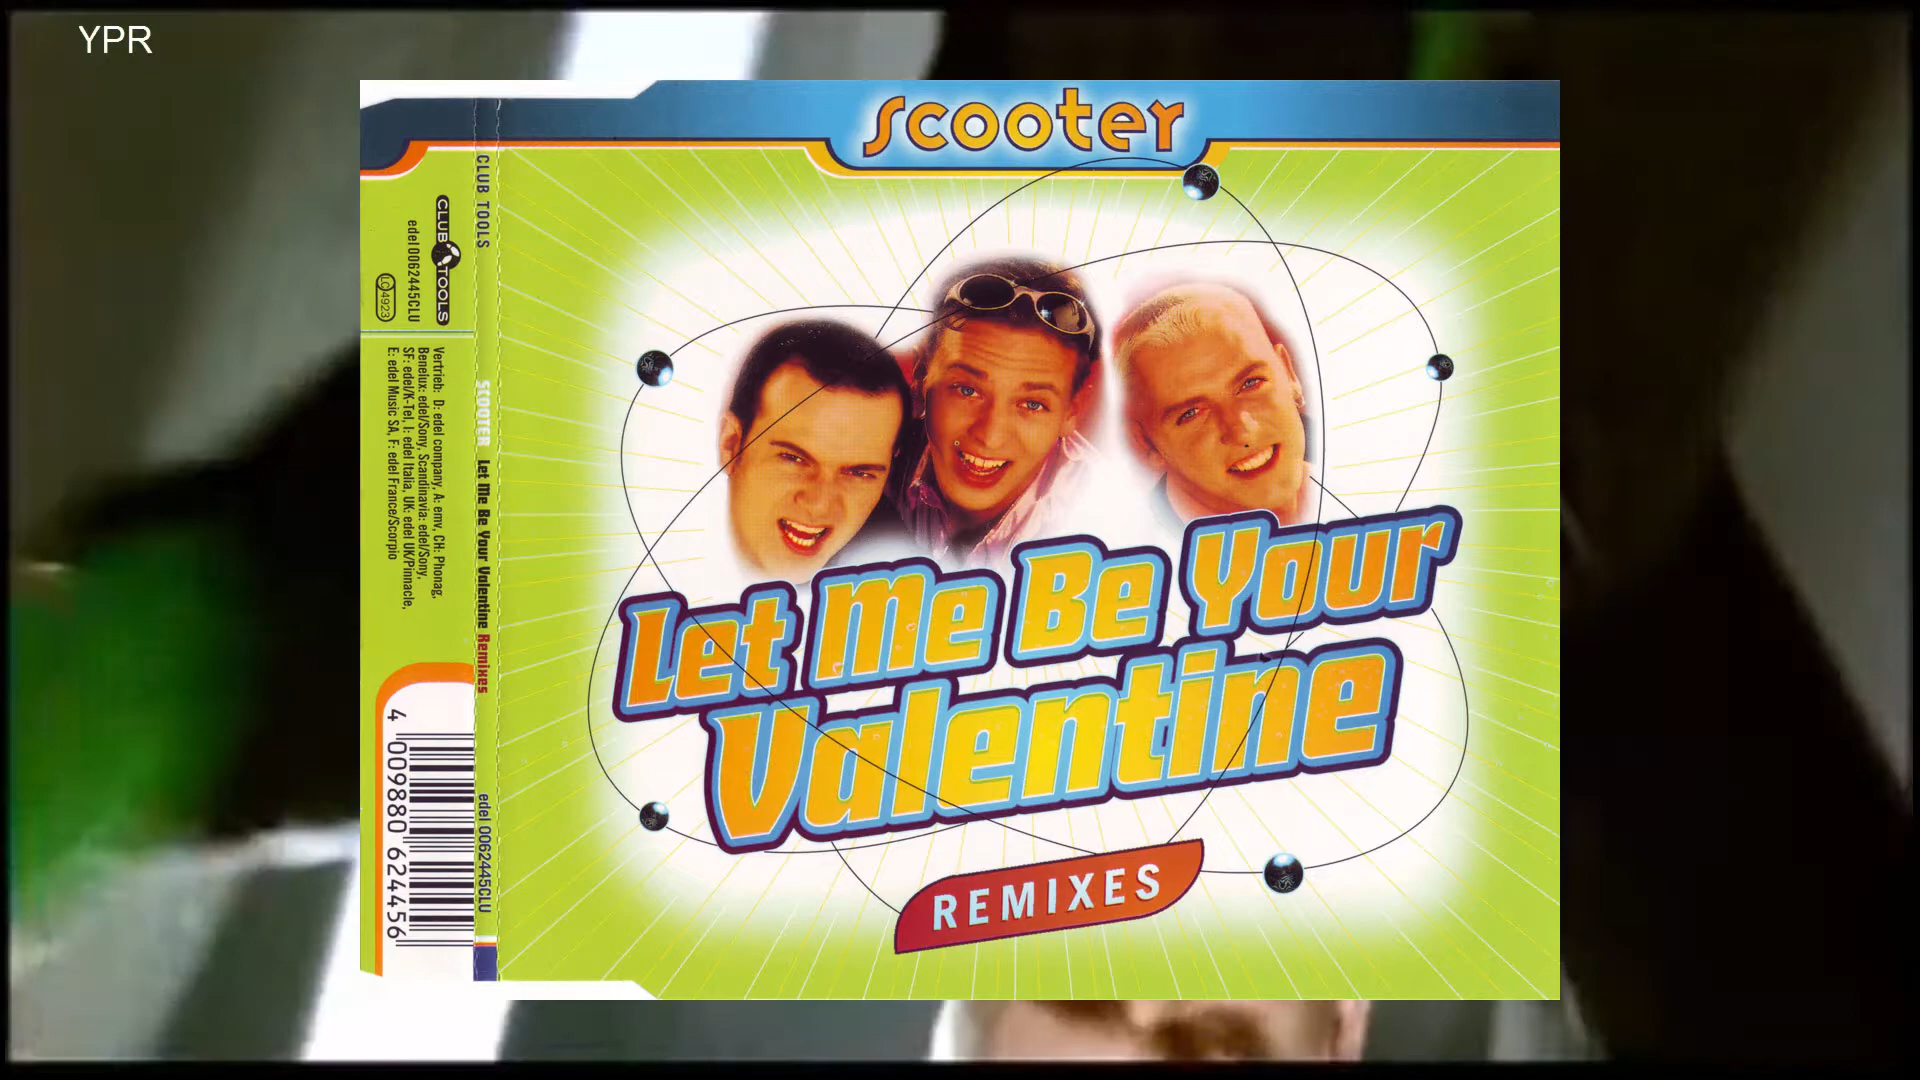 YPR
scooter
Let Me Be Your
Valentine
REMIXES
CLUB TOOLS
SCOOTER Let Me Be Your Valentine Remixes
edel 0062445CLU
CLUB TOOLS
edel 0062445CLU
LC 4923
Vertrieb: D: edel company, A: emv, CH: Phonag,
Benelux: edel/Sony, Scandinavia: edel/Sony,
SF: edel/K-Tel, I: edel Italia, UK: edel UK/Pinnacle,
E: edel Music SA, F: edel France/Scorpio
4 009880 624456